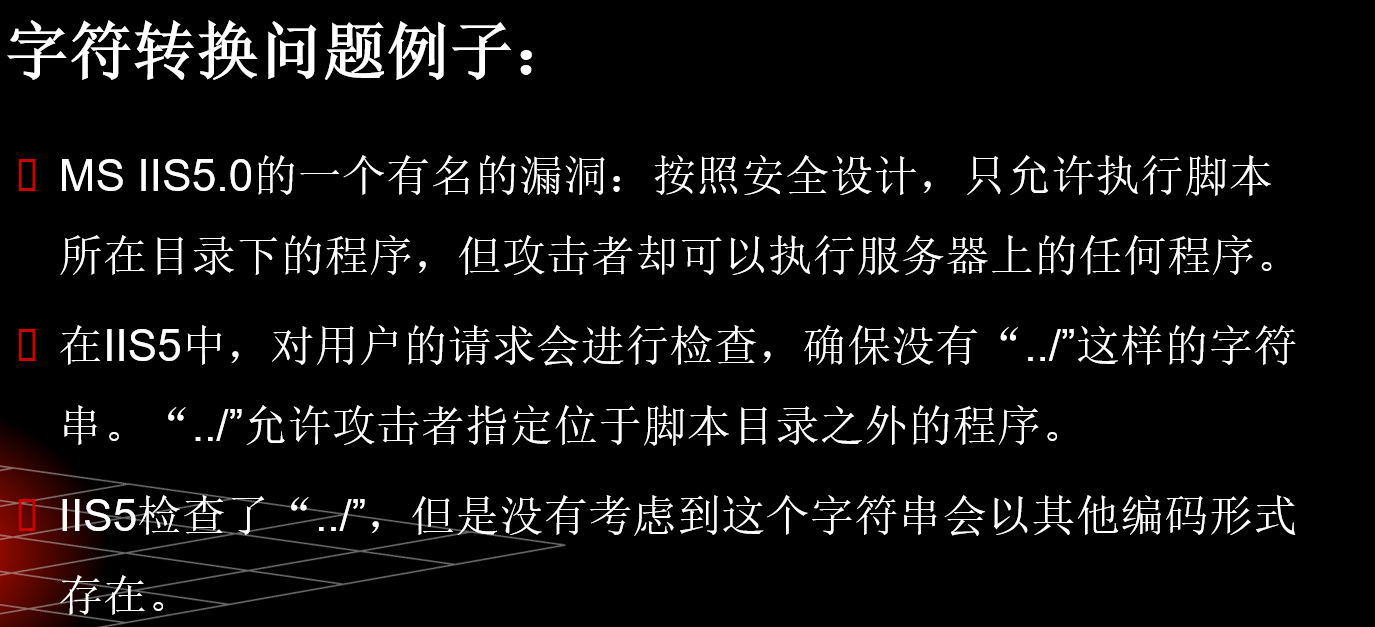 字符转换问题例子：
MS IIS5.0的一个有名的漏洞：按照安全设计，只允许执行脚本
所在目录下的程序，但攻击者却可以执行服务器上的任何程序。
在IIS5中，对用户的请求会进行检查，确保没有“../”这样的字符
串。“../”允许攻击者指定位于脚本目录之外的程序。
IIS5检查了“../”，但是没有考虑到这个字符串会以其他编码形式
存在。